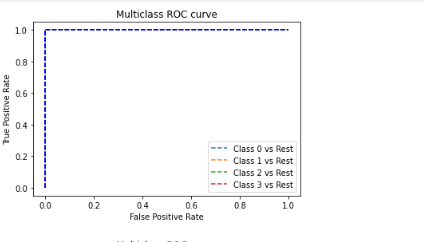 Multiclass ROC curve
True Positive Rate
1.0
0.8
0.6
0.4
0.2
0.0
Class 0 vs Rest
Class 1 vs Rest
Class 2 vs Rest
Class 3 vs Rest
0.0 0.2 0.4 0.6 0.8 1.0
False Positive Rate